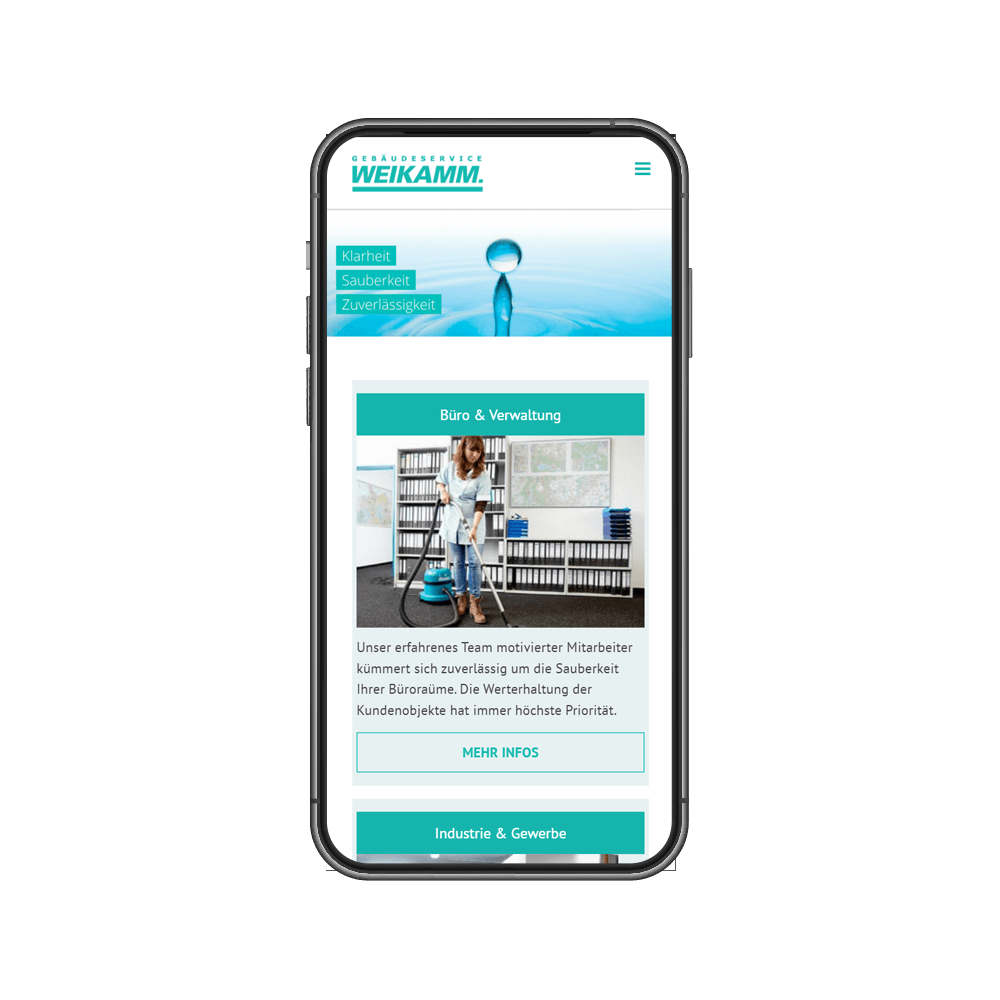 GEBÄUDESERVICE
WEIKAMM.
Klarheit
Sauberkeit
Zuverlässigkeit
Büro & Verwaltung
Unser erfahrenes Team motivierter Mitarbeiter
kümmert sich zuverlässig um die Sauberkeit
Ihrer Büroraüme. Die Werterhaltung der
Kundenobjekte hat immer höchste Priorität.
MEHR INFOS
Industrie & Gewerbe